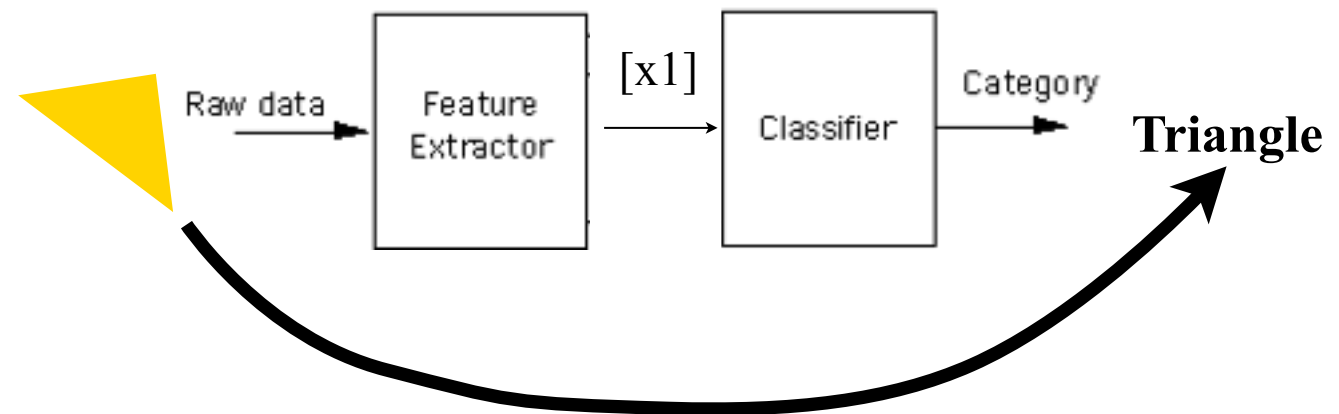 Raw data
Feature
Extractor
[x1]
Classifier
Category
Triangle